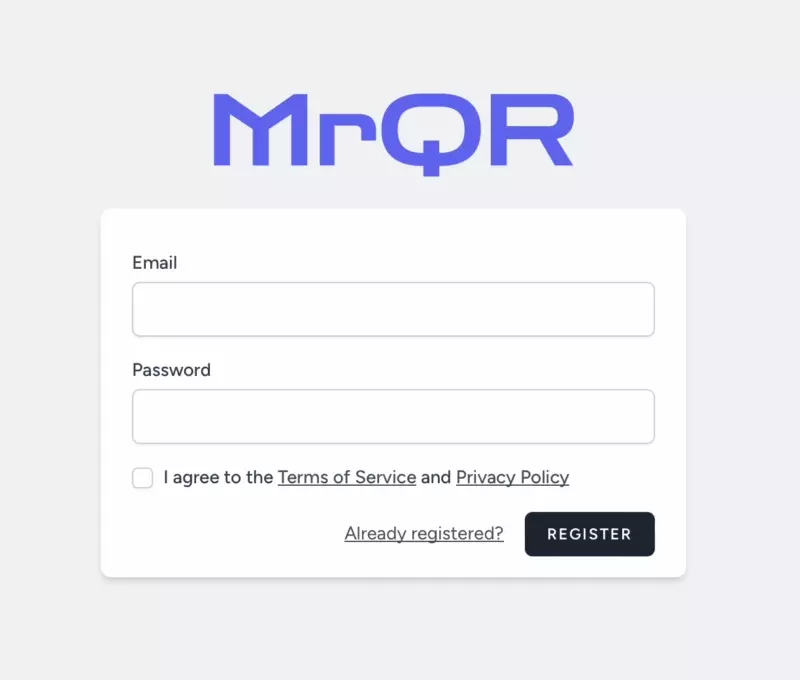 MrQR
Email
Password
I agree to the Terms of Service and Privacy Policy
Already registered? REGISTER